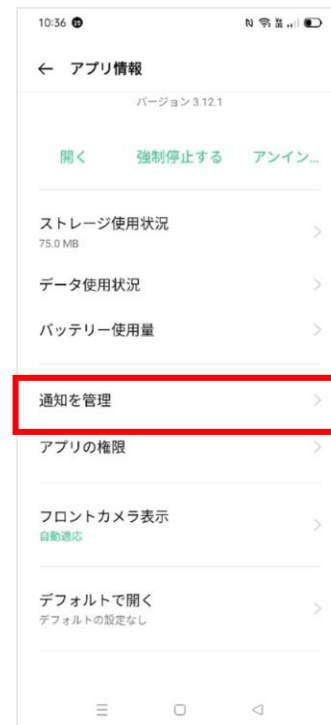 10:36
← アプリ情報
バージョン 3.12.1
開く 強制停止する アンイン...
ストレージ使用状況
75.0 MB
データ使用状況
バッテリー使用量
通知を管理
アプリの権限
フロントカメラ表示
自動適応
デフォルトで開く
デフォルトの設定なし